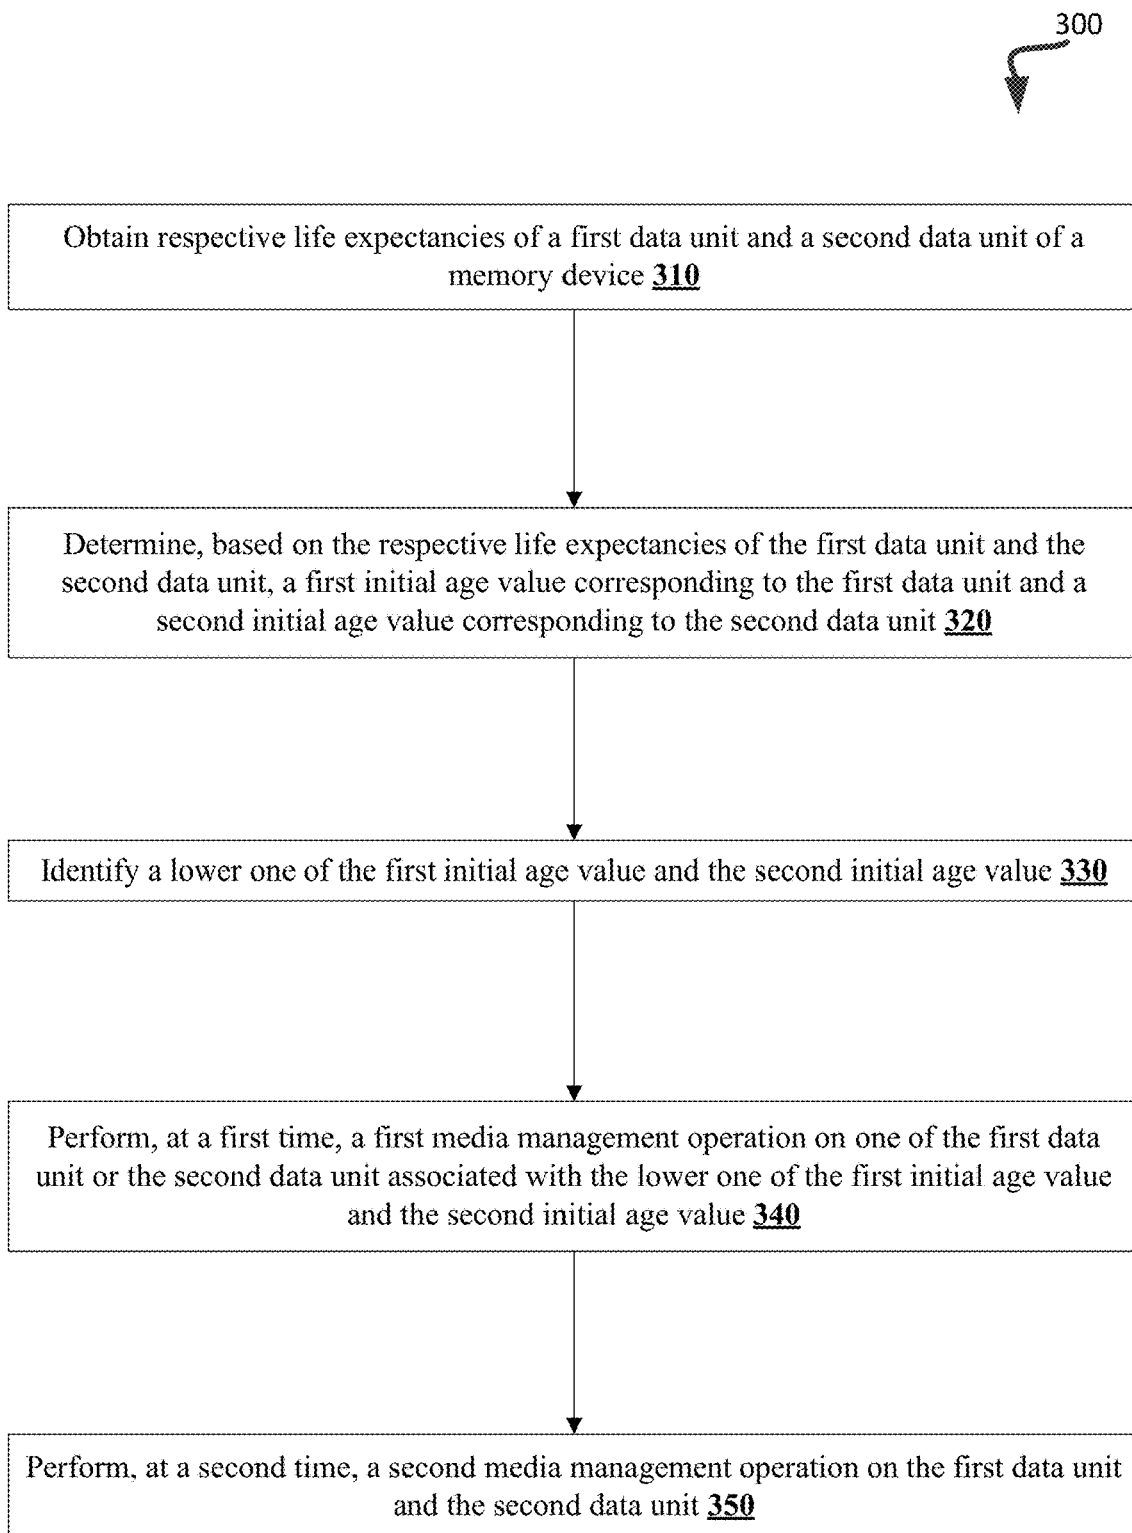 300
Obtain respective life expectancies of a first data unit and a second data unit of a
memory device 310
Determine, based on the respective life expectancies of the first data unit and the
second data unit, a first initial age value corresponding to the first data unit and a
second initial age value corresponding to the second data unit 320
Identify a lower one of the first initial age value and the second initial age value 330
Perform, at a first time, a first media management operation on one of the first data
unit or the second data unit associated with the lower one of the first initial age value
and the second initial age value 340
Perform, at a second time, a second media management operation on the first data unit
and the second data unit 350